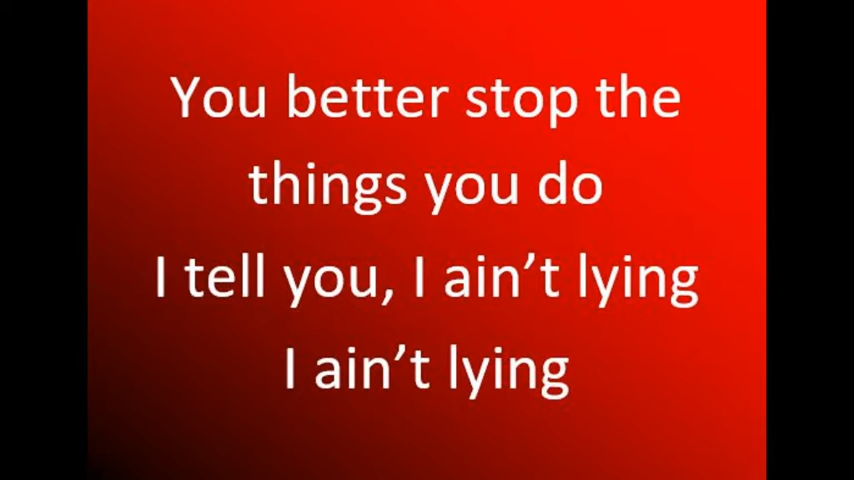 You better stop the
things you do
I tell you, I ain’t lying
I ain’t lying